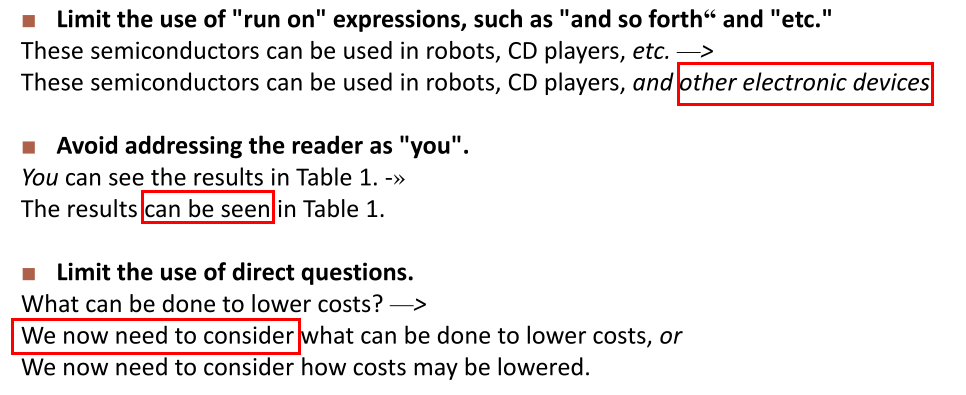 ■ Limit the use of "run on" expressions, such as "and so forth“ and "etc."
These semiconductors can be used in robots, CD players, etc. —>
These semiconductors can be used in robots, CD players, and other electronic devices
■ Avoid addressing the reader as "you".
You can see the results in Table 1. -»
The results can be seen in Table 1.
■ Limit the use of direct questions.
What can be done to lower costs? —>
We now need to consider what can be done to lower costs, or
We now need to consider how costs may be lowered.